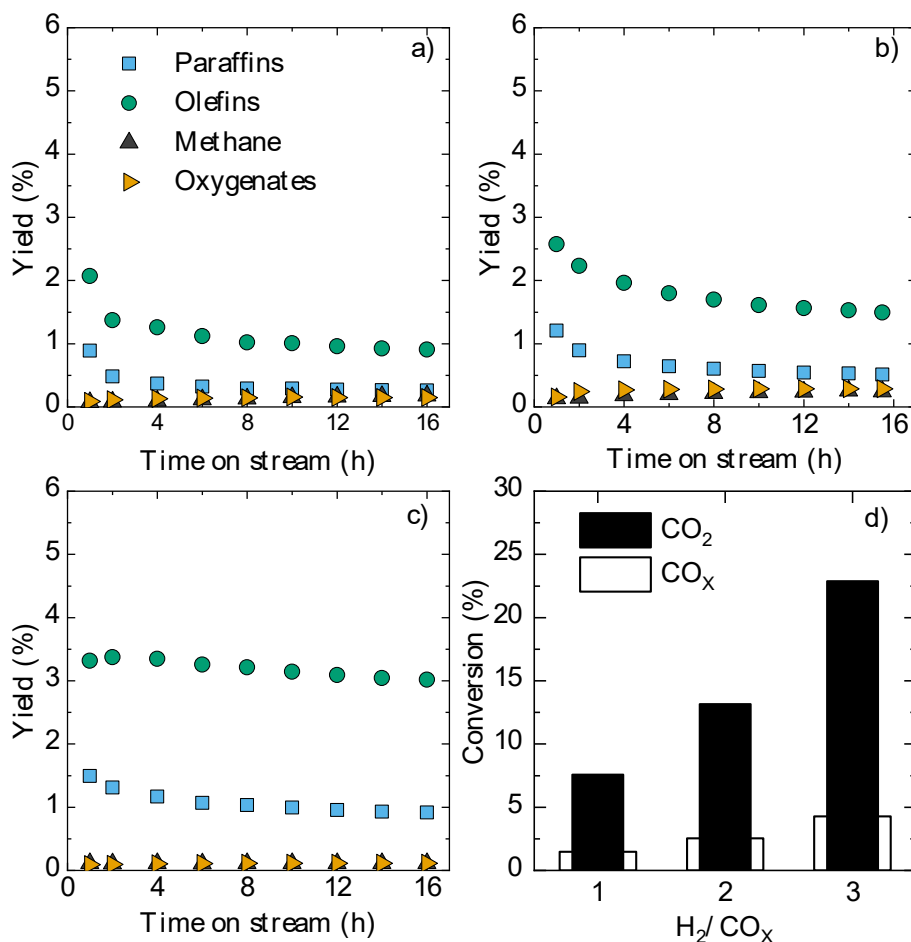 a)
6
5
4
3
2
1
0
Yield (%)
Paraffins
Olefins
Methane
Oxygenates
0 4 8 12 16
Time on stream (h)
b)
6
5
4
3
2
1
0
Yield (%)
0 4 8 12 16
Time on stream (h)
c)
6
5
4
3
2
1
0
Yield (%)
0 4 8 12 16
Time on stream (h)
d)
30
25
20
15
10
5
0
Conversion (%)
CO₂
COₓ
1 2 3
H₂/ COₓ